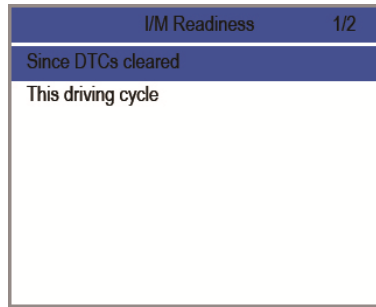 I/M Readiness 1/2
Since DTCs cleared
This driving cycle